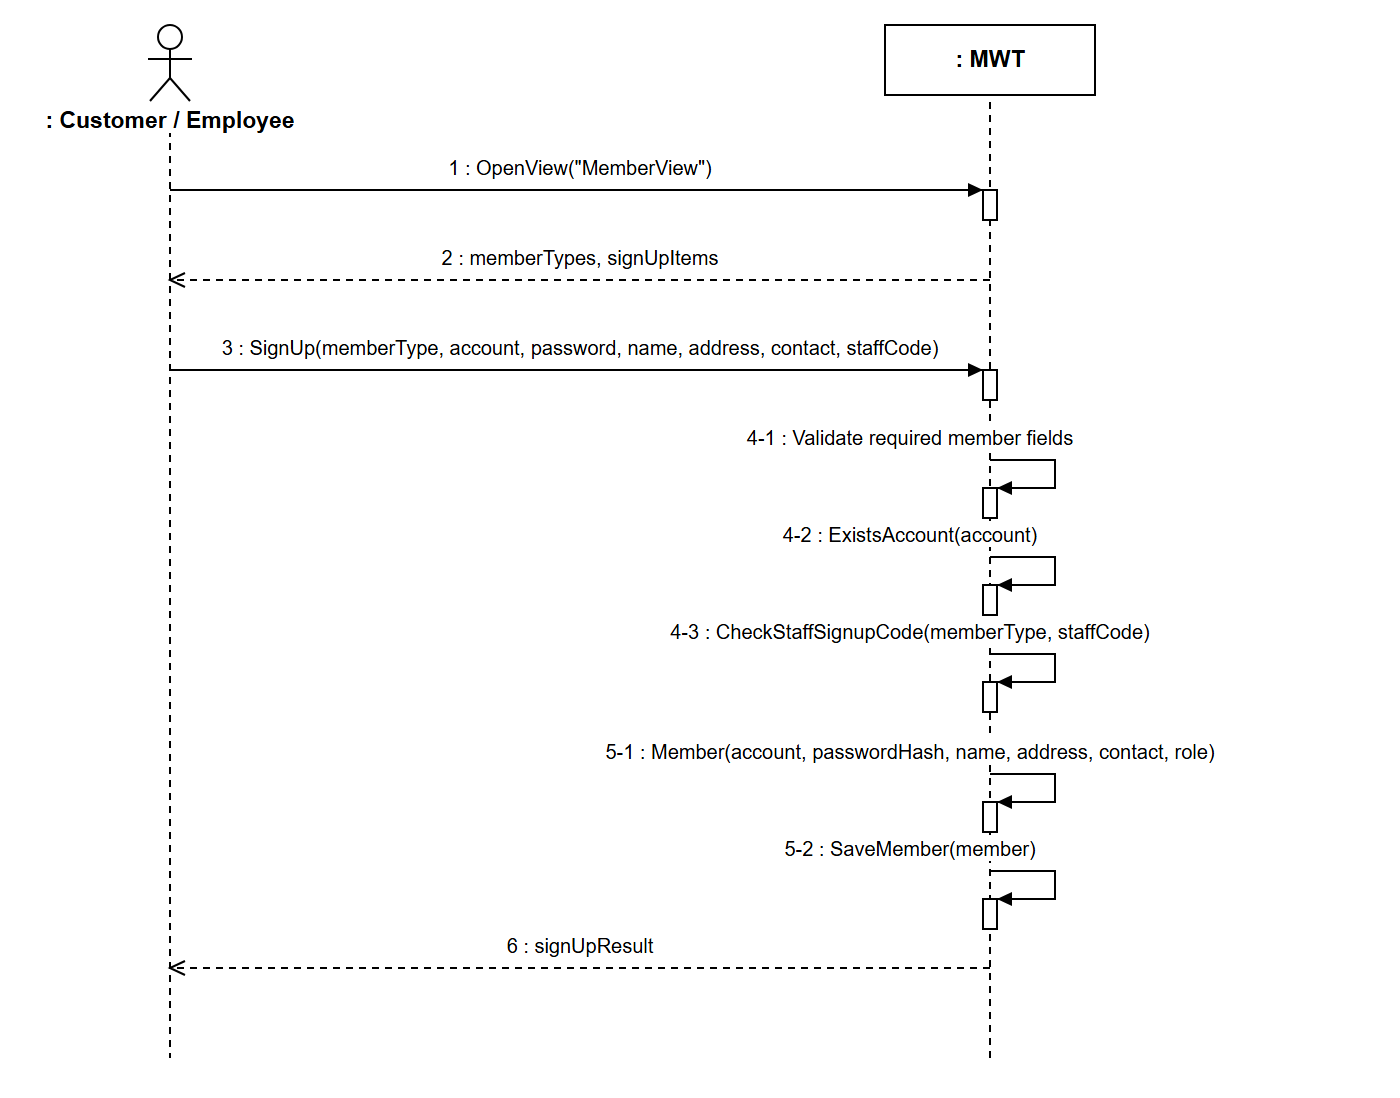 : Customer / Employee
: MWT
1 : OpenView("MemberView")
2 : memberTypes, signUpItems
3 : SignUp(memberType, account, password, name, address, contact, staffCode)
4-1 : Validate required member fields
4-2 : ExistsAccount(account)
4-3 : CheckStaffSignupCode(memberType, staffCode)
5-1 : Member(account, passwordHash, name, address, contact, role)
5-2 : SaveMember(member)
6 : signUpResult